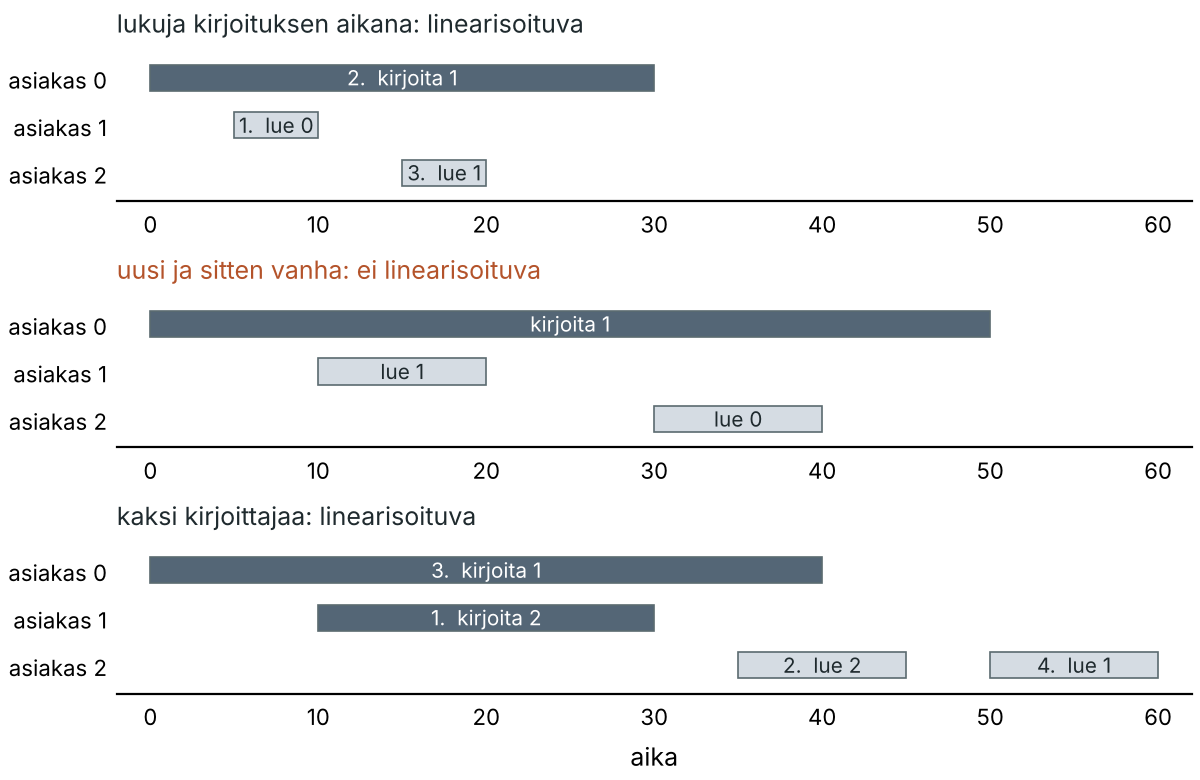 lukuja kirjoituksen aikana: linearisoituva
asiakas 0
2. kirjoita 1
asiakas 1
1. lue 0
asiakas 2
3. lue 1
0 10 20 30 40 50 60
uusi ja sitten vanha: ei linearisoituva
asiakas 0
kirjoita 1
asiakas 1
lue 1
asiakas 2
lue 0
0 10 20 30 40 50 60
kaksi kirjoittajaa: linearisoituva
asiakas 0
3. kirjoita 1
asiakas 1
1. kirjoita 2
asiakas 2
2. lue 2
4. lue 1
0 10 20 30 40 50 60
aika